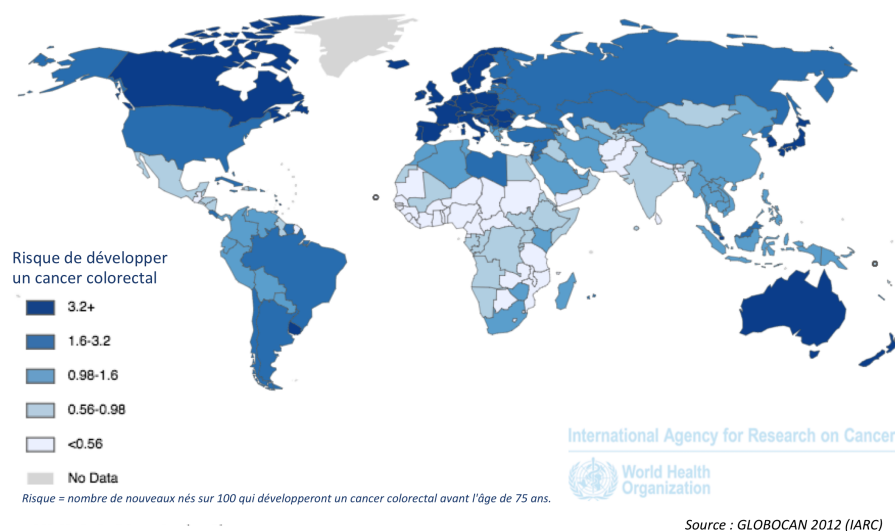 Risque de développer
un cancer colorectal
3.2+
1.6-3.2
0.98-1.6
0.56-0.98
<0.56
No Data
International Agency for Research on Cancer
World Health
Organization
Risque = nombre de nouveaux nés sur 100 qui développeront un cancer colorectal avant l'âge de 75 ans.
Source : GLOBOCAN 2012 (IARC)